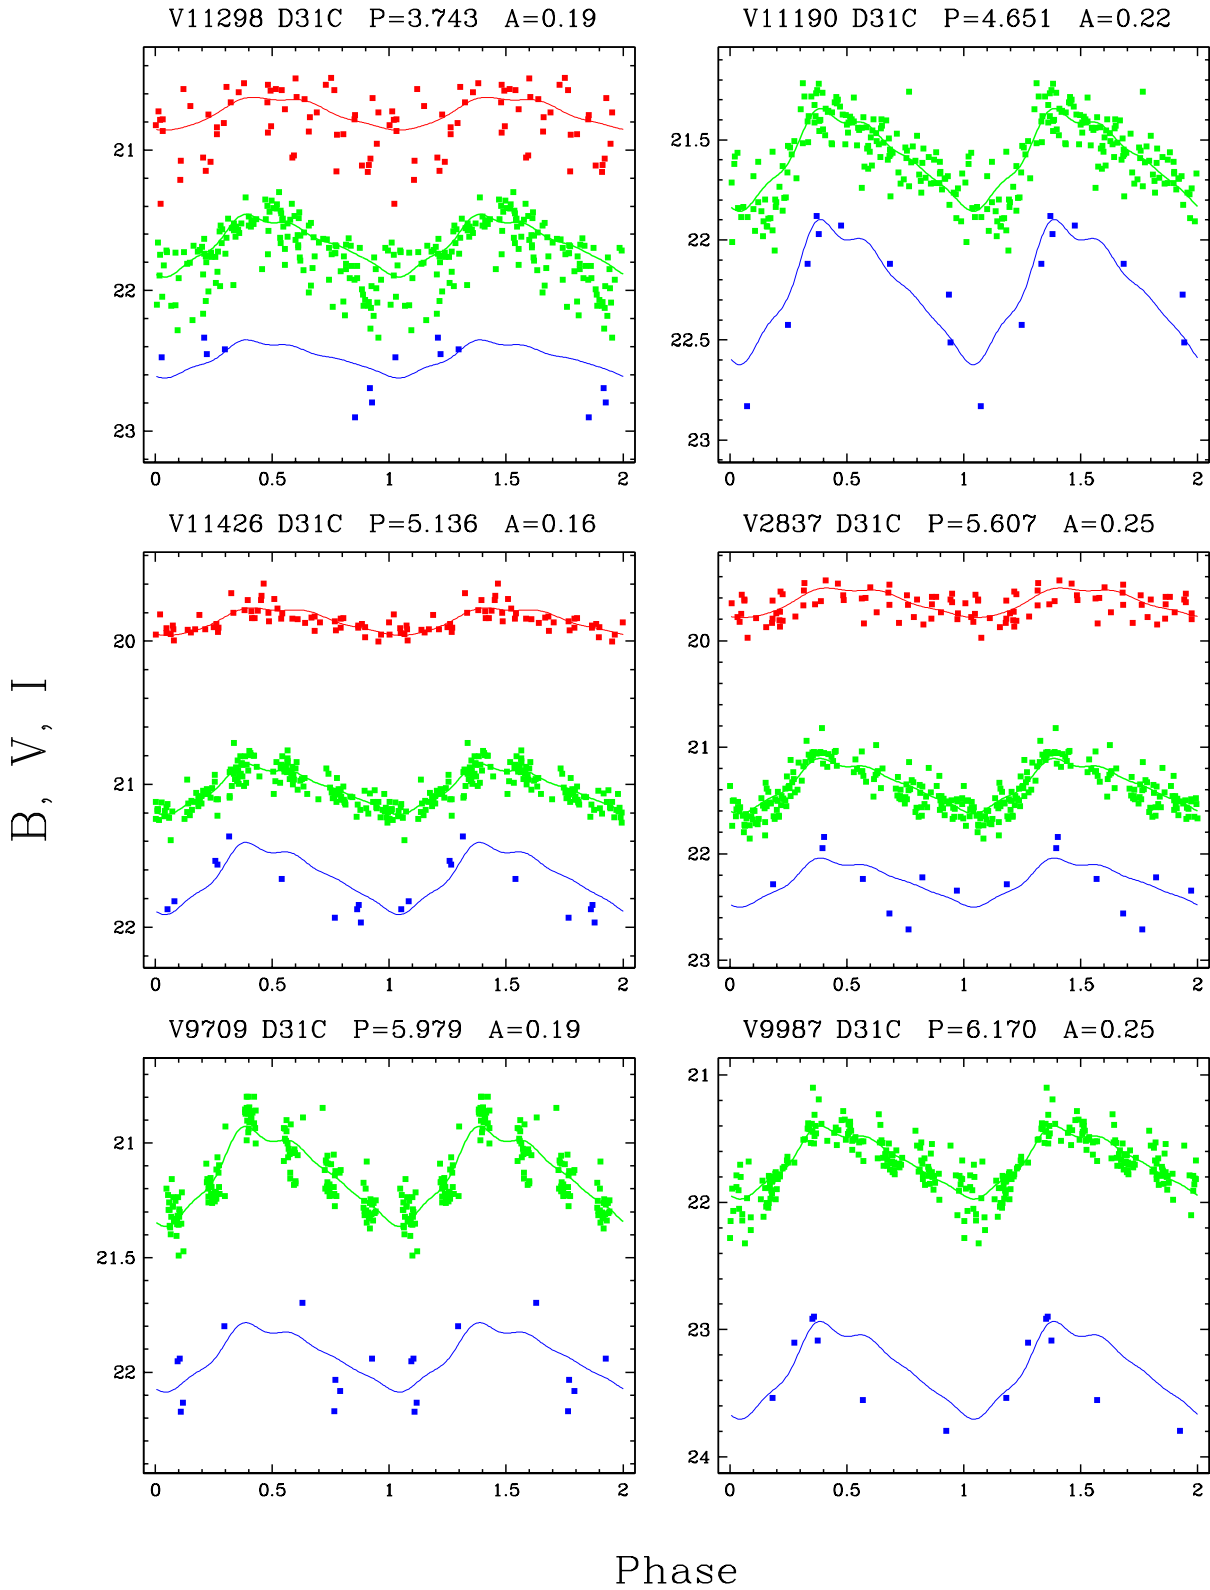 V11298 D31C P=3.743 A=0.19
21
22
23
0 0.5 1 1.5 2
V11190 D31C P=4.651 A=0.22
21.5
22
22.5
23
0 0.5 1 1.5 2
V11426 D31C P=5.136 A=0.16
20
21
22
0 0.5 1 1.5 2
V2837 D31C P=5.607 A=0.25
20
21
22
23
0 0.5 1 1.5 2
B, V, I
V9709 D31C P=5.979 A=0.19
21
21.5
22
0 0.5 1 1.5 2
V9987 D31C P=6.170 A=0.25
21
22
23
24
0 0.5 1 1.5 2
Phase